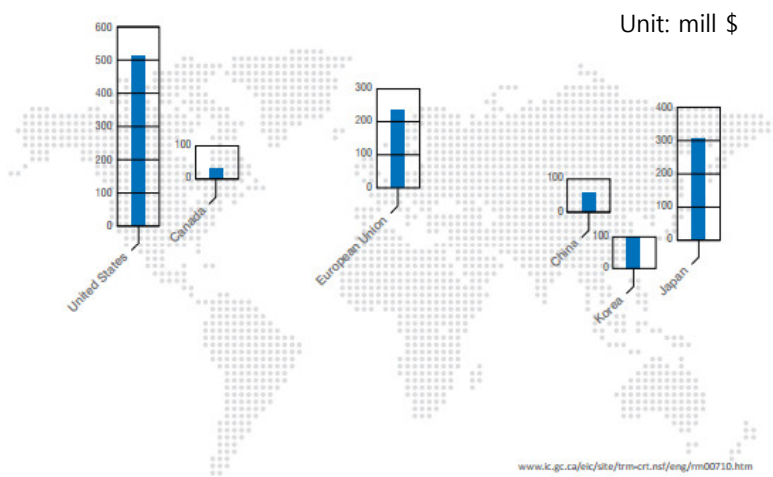 Unit: mill $
600
500
400
300
200
100
0
United States
100
0
Canada
300
200
100
0
European Union
100
0
China
100
0
Korea
400
300
200
100
0
Japan
www.ic.gc.ca/eic/site/trm-crt.nsf/eng/rm00710.htm